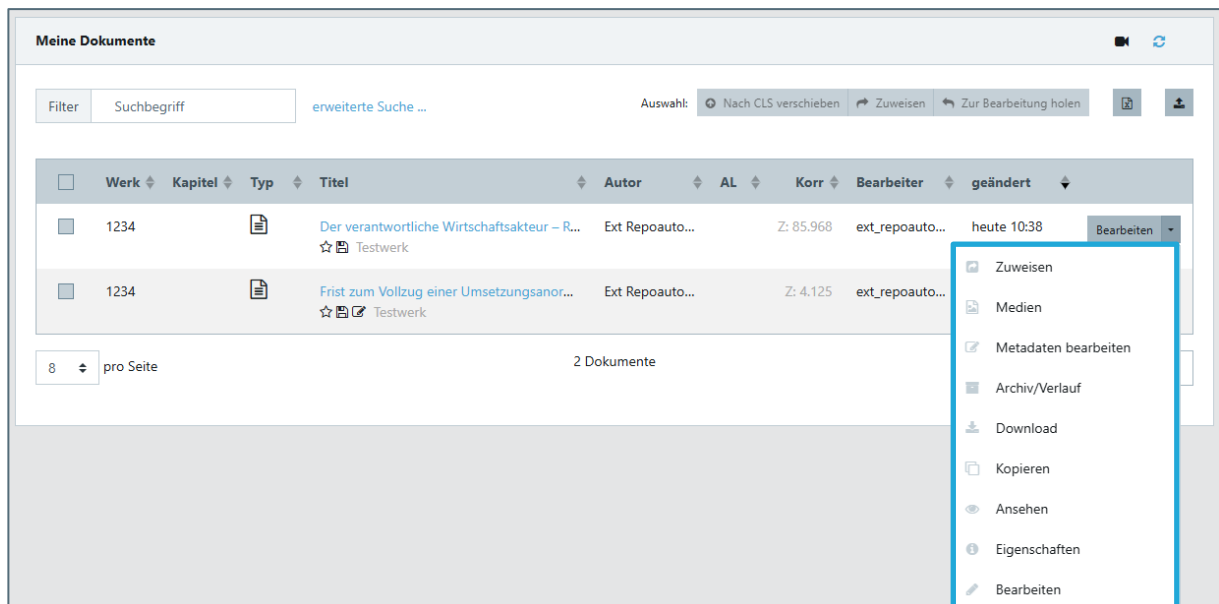 Meine Dokumente
Filter Suchbegriff erweiterte Suche ... Auswahl: Nach CLS verschieben Zuweisen Zur Bearbeitung holen
Werk Kapitel Typ Titel Autor AL Korr Bearbeiter geändert
1234 Der verantwortliche Wirtschaftsakteur – R... Ext Repoauto... Z: 85.968 ext_repoauto... heute 10:38 Bearbeiten
Testwerk
1234 Frist zum Vollzug einer Umsetzungsanor... Ext Repoauto... Z: 4.125 ext_repoauto...
Testwerk
8 pro Seite 2 Dokumente
Zuweisen
Medien
Metadaten bearbeiten
Archiv/Verlauf
Download
Kopieren
Ansehen
Eigenschaften
Bearbeiten